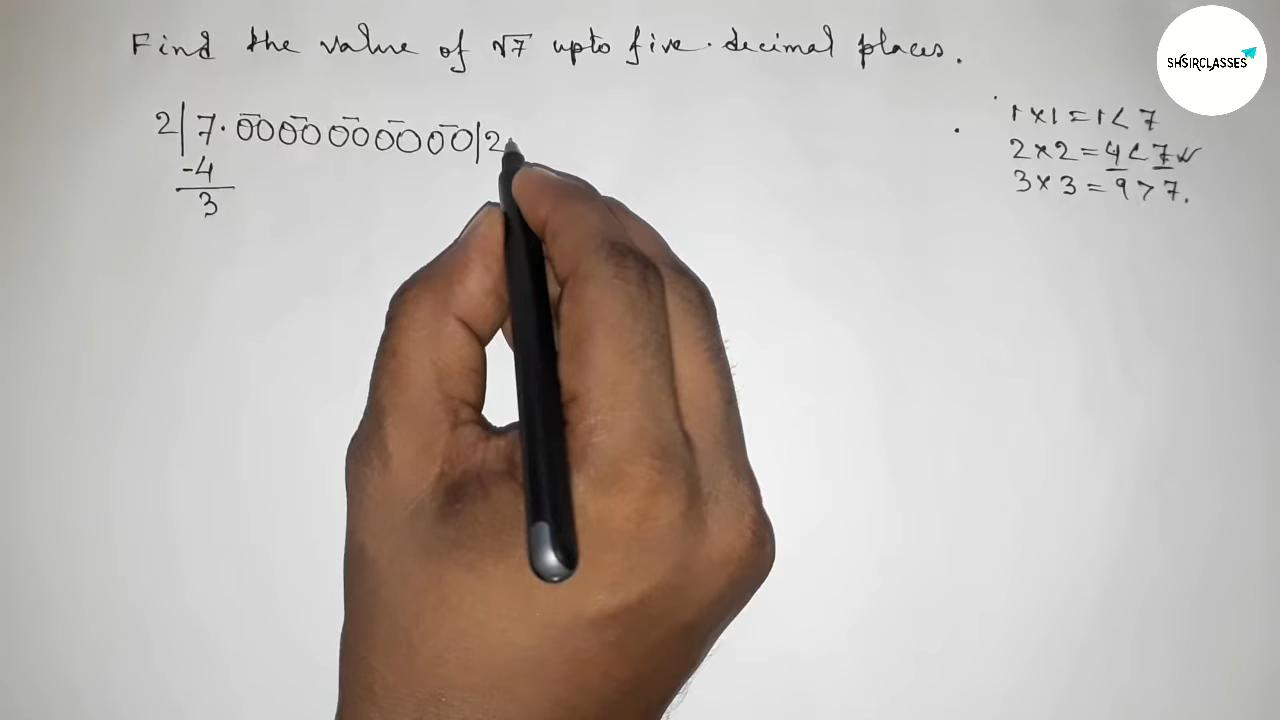 Find the value of √7 upto five decimal places.
SHSIRCLASSES
2 | 7.00 00 00 00 00 | 2
-4
3
1 × 1 = 1 < 7
2 × 2 = 4 < 7 ✓
3 × 3 = 9 > 7.